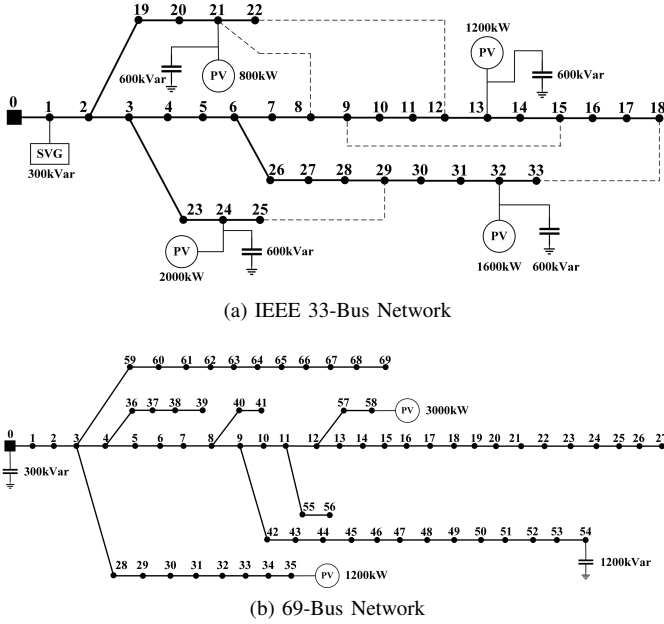 19 20 21 22
1200kW
PV
PV 800kW
600kVar
600kVar
0 1 2 3 4 5 6 7 8 9 10 11 12 13 14 15 16 17 18
SVG
300kVar
26 27 28 29 30 31 32 33
23 24 25
PV
600kVar
PV
2000kW
1600kW 600kVar
(a) IEEE 33-Bus Network
59 60 61 62 63 64 65 66 67 68 69
36 37 38 39 40 41 57 58
PV 3000kW
0 1 2 3 4 5 6 7 8 9 10 11 12 13 14 15 16 17 18 19 20 21 22 23 24 25 26 27
300kVar
55 56
42 43 44 45 46 47 48 49 50 51 52 53 54
1200kVar
28 29 30 31 32 33 34 35
PV 1200kW
(b) 69-Bus Network